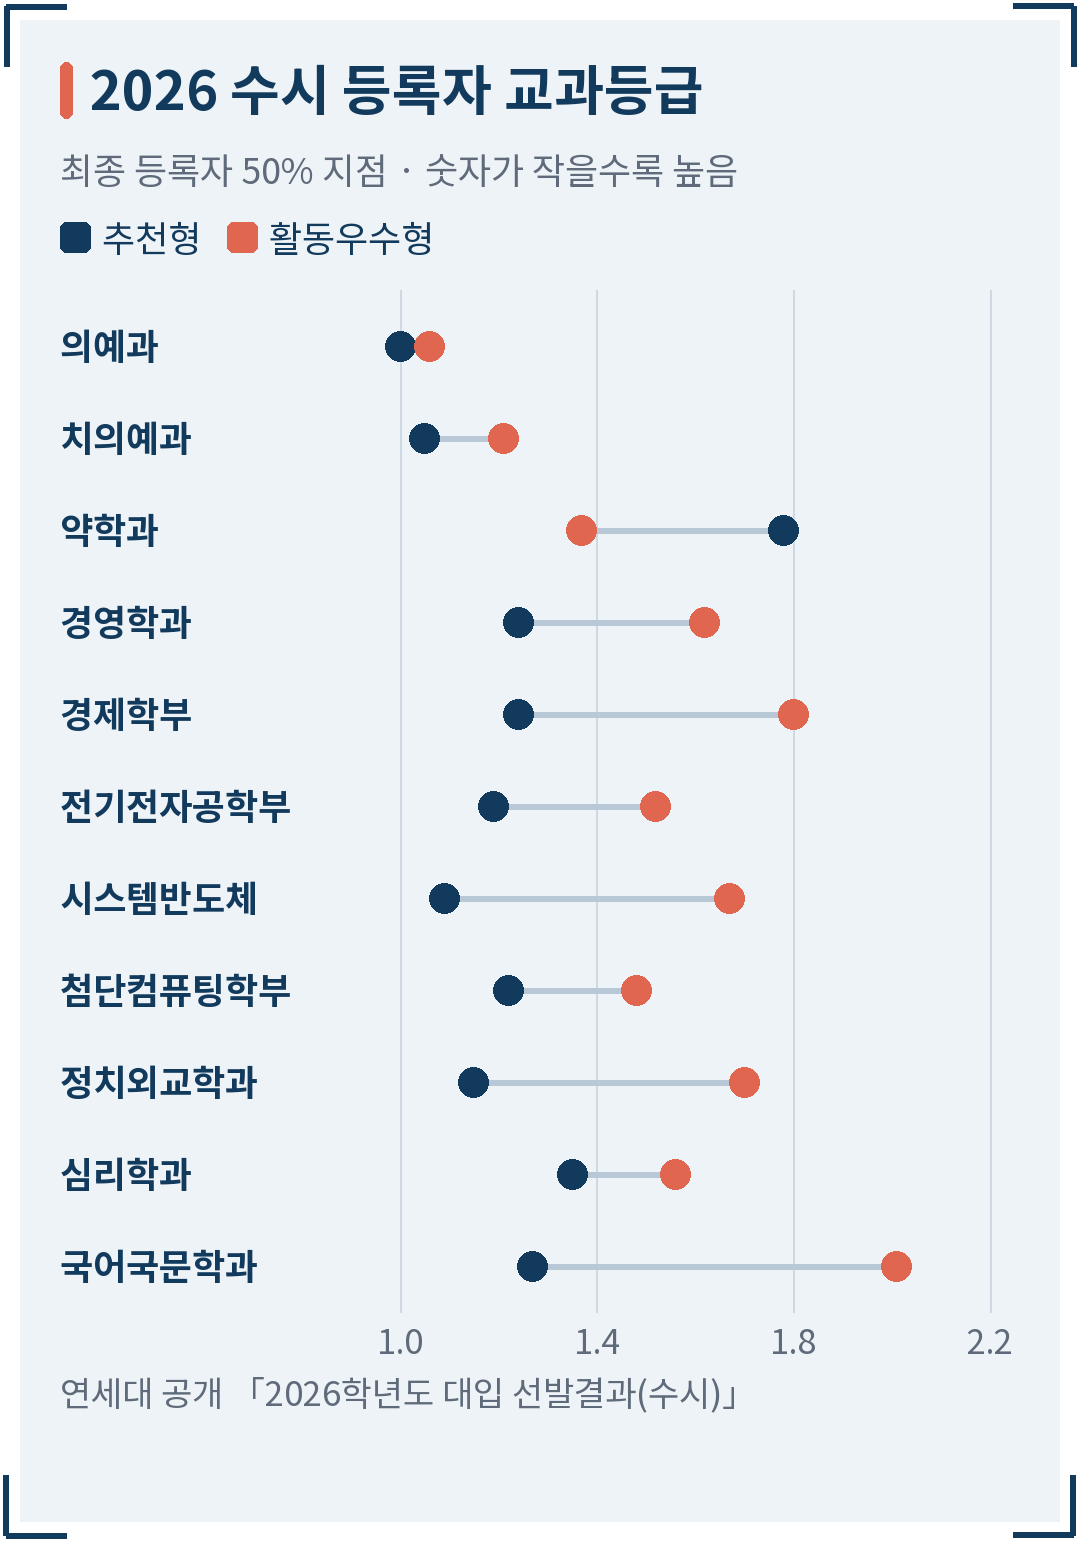 2026 수시 등록자 교과등급
최종 등록자 50% 지점 · 숫자가 작을수록 높음
추천형 활동우수형
의예과
치의예과
약학과
경영학과
경제학부
전기전자공학부
시스템반도체
첨단컴퓨팅학부
정치외교학과
심리학과
국어국문학과
1.0 1.4 1.8 2.2
연세대 공개 「2026학년도 대입 선발결과(수시)」